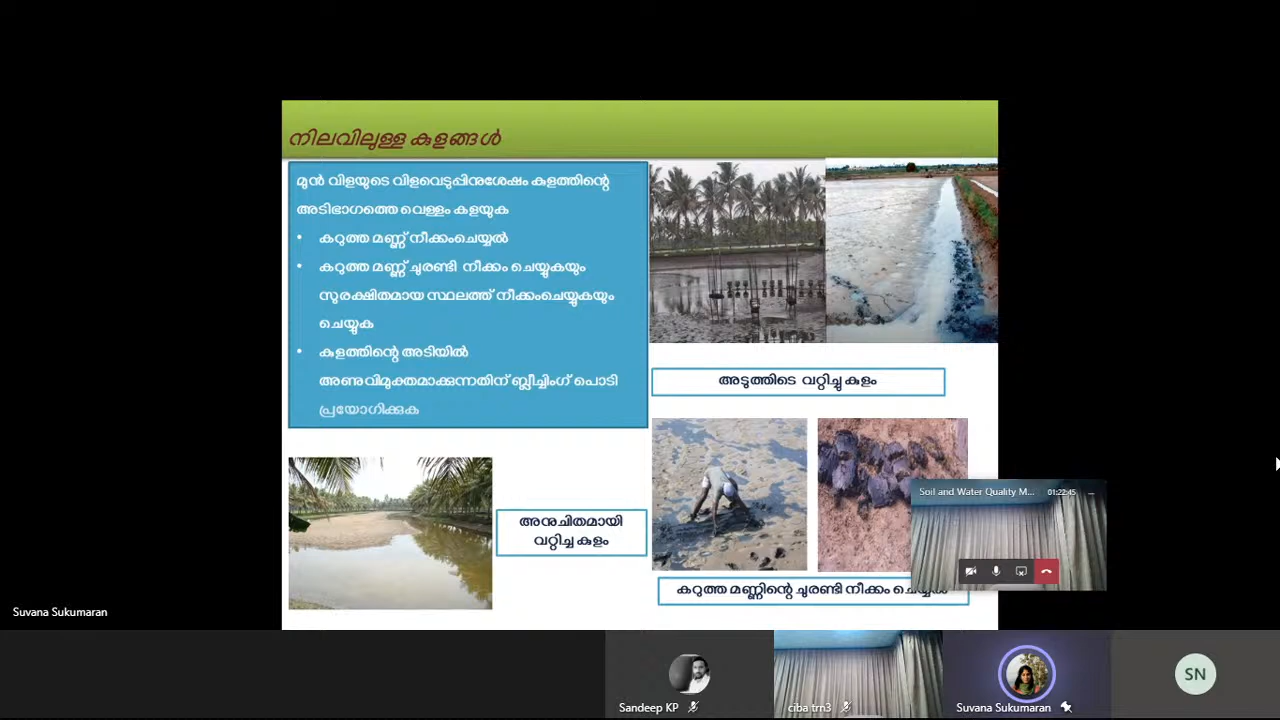 നിലവിലുള്ള കുളങ്ങൾ
മുൻ വിളയുടെ വിളവെടുപ്പിനുശേഷം കുളത്തിന്റെ
അടിഭാഗത്തെ വെള്ളം കളയുക
• കറുത്ത മണ്ണ് നീക്കംചെയ്യൽ
• കറുത്ത മണ്ണ് ചുരണ്ടി നീക്കം ചെയ്യുകയും
സുരക്ഷിതമായ സ്ഥലത്ത് നീക്കംചെയ്യുകയും
ചെയ്യുക
• കുളത്തിന്റെ അടിയിൽ
അണുവിമുക്തമാക്കുന്നതിന് ബ്ലീച്ചിംഗ് പൊടി
പ്രയോഗിക്കുക
അടുത്തിടെ വറ്റിച്ച കുളം
അനുചിതമായി
വറ്റിച്ച കുളം
കറുത്ത മണ്ണിന്റെ ചുരണ്ടി നീക്കം ചെയ്യൽ
Soil and Water Quality M... 01:22:45
Suvana Sukumaran
Sandeep KP
ciba trn3
Suvana Sukumaran
SN